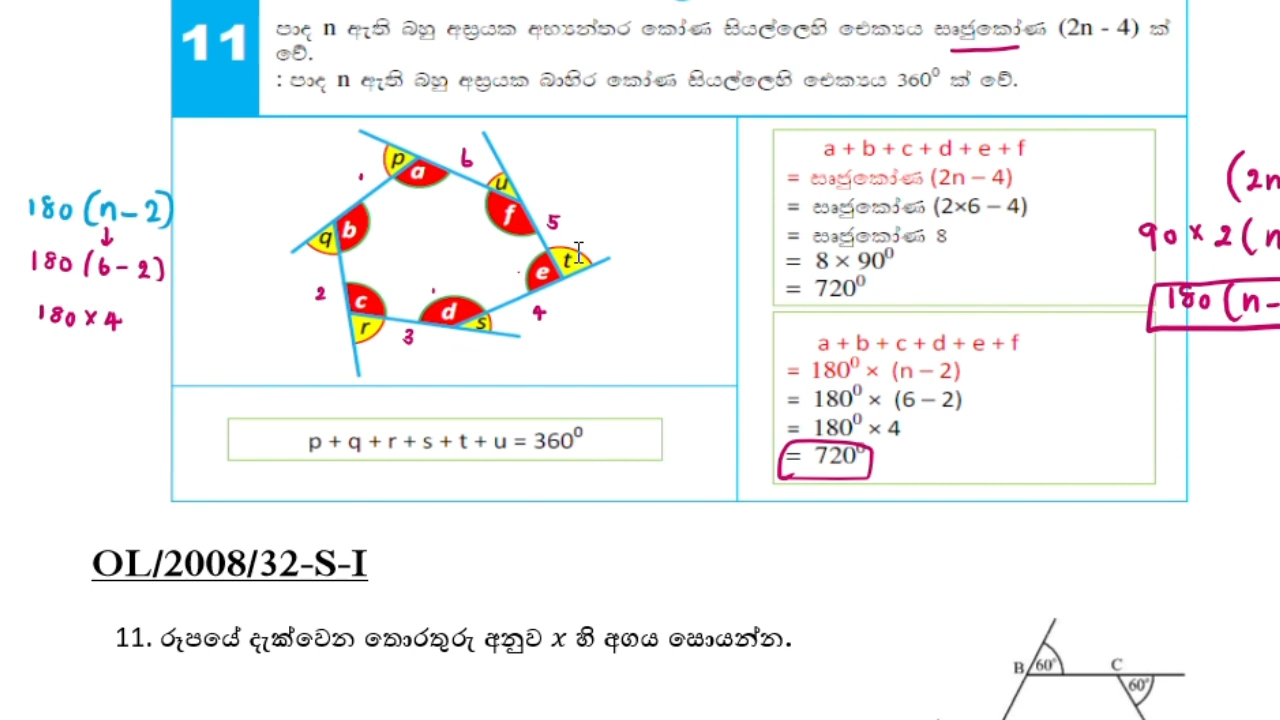 11
පාද n ඇති බහු අස්‍රයක අභ්‍යන්තර කෝණ සියල්ලෙහි ඓක්‍යය සෘජුකෝණ (2n - 4) ක්
වේ.
: පාද n ඇති බහු අස්‍රයක බාහිර කෝණ සියල්ලෙහි ඓක්‍යය 360⁰ ක් වේ.
p
a
6
u
f
5
t
e
4
s
d
3
r
c
2
q
b
1
180 (n-2)
↓
180 (6-2)
180 × 4
p + q + r + s + t + u = 360⁰
a + b + c + d + e + f
= සෘජුකෝණ (2n – 4)
= සෘජුකෝණ (2×6 – 4)
= සෘජුකෝණ 8
= 8 × 90⁰
= 720⁰
a + b + c + d + e + f
= 180⁰ × (n – 2)
= 180⁰ × (6 – 2)
= 180⁰ × 4
= 720⁰
(2n
90 × 2 (n
180 (n-
OL/2008/32-S-I
11. රූපයේ දැක්වෙන තොරතුරු අනුව x හි අගය සොයන්න.
B 60° C
60°